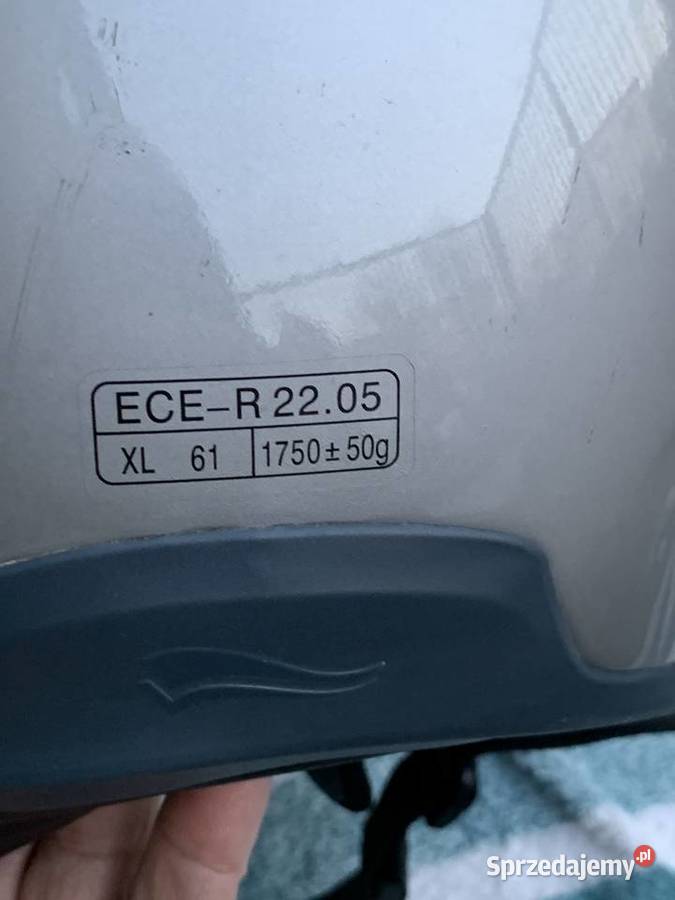 ECE–R 22.05
XL 61 1750±50g
Sprzedajemy.pl